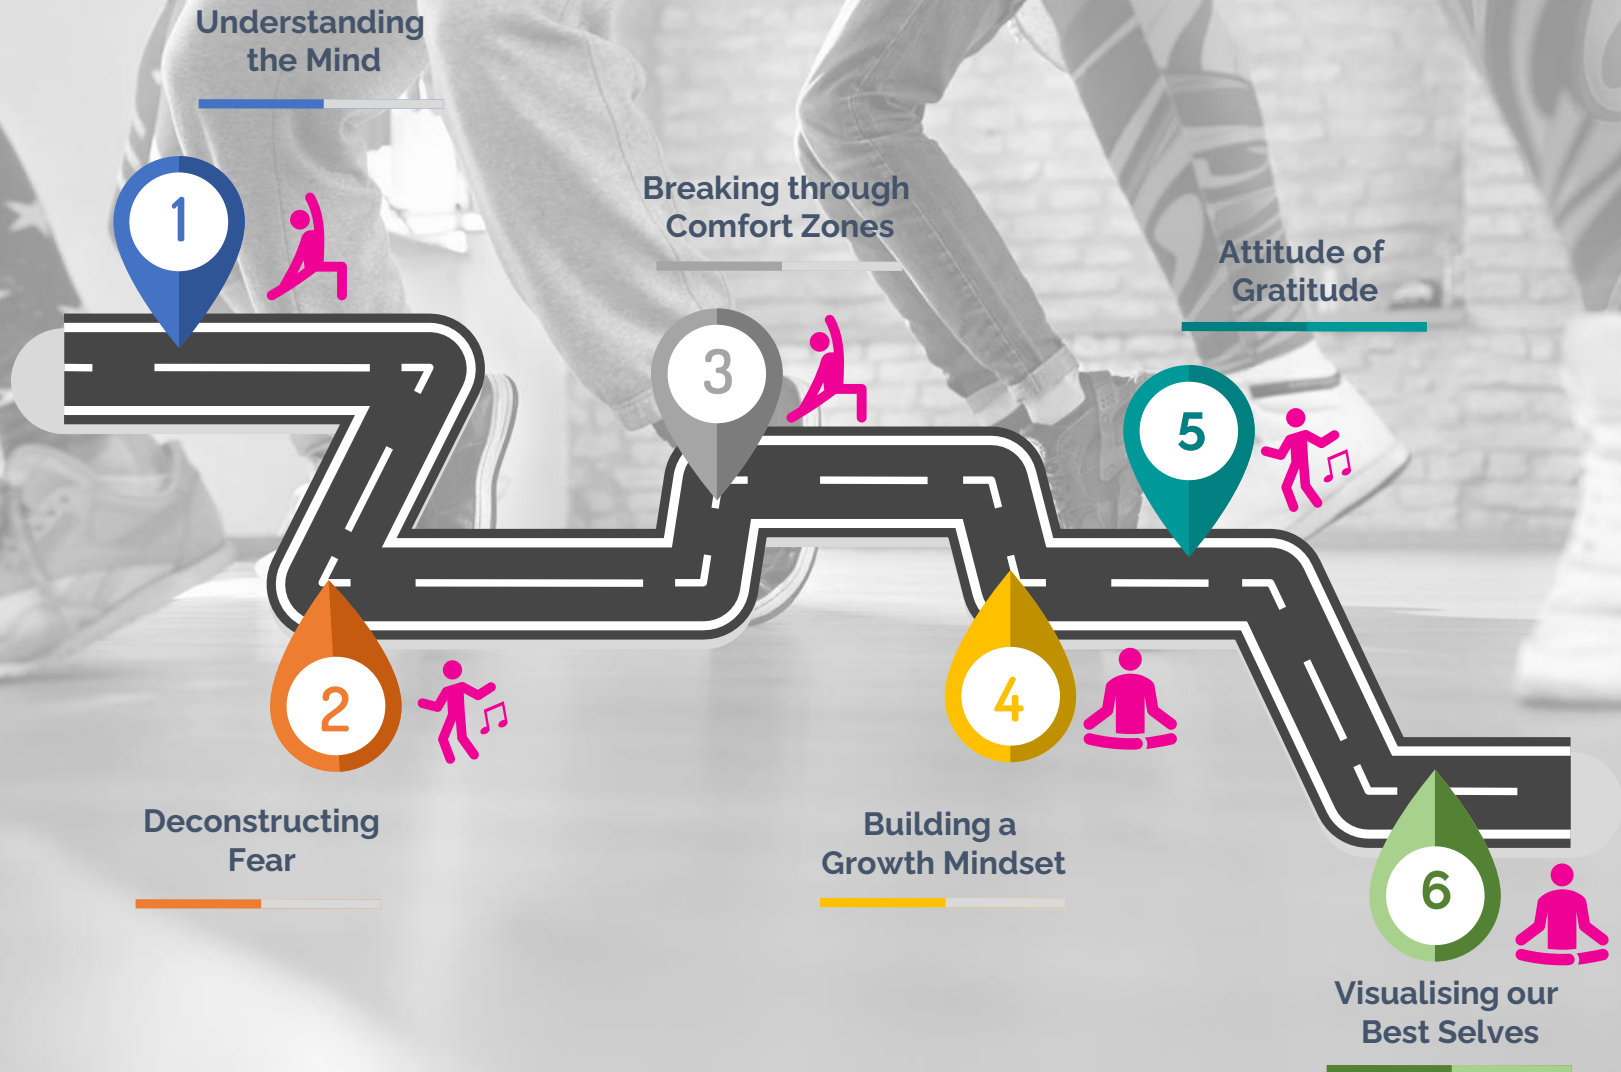 Understanding
the Mind
1
Breaking through
Comfort Zones
3
Attitude of
Gratitude
5
2
Deconstructing
Fear
4
Building a
Growth Mindset
6
Visualising our
Best Selves